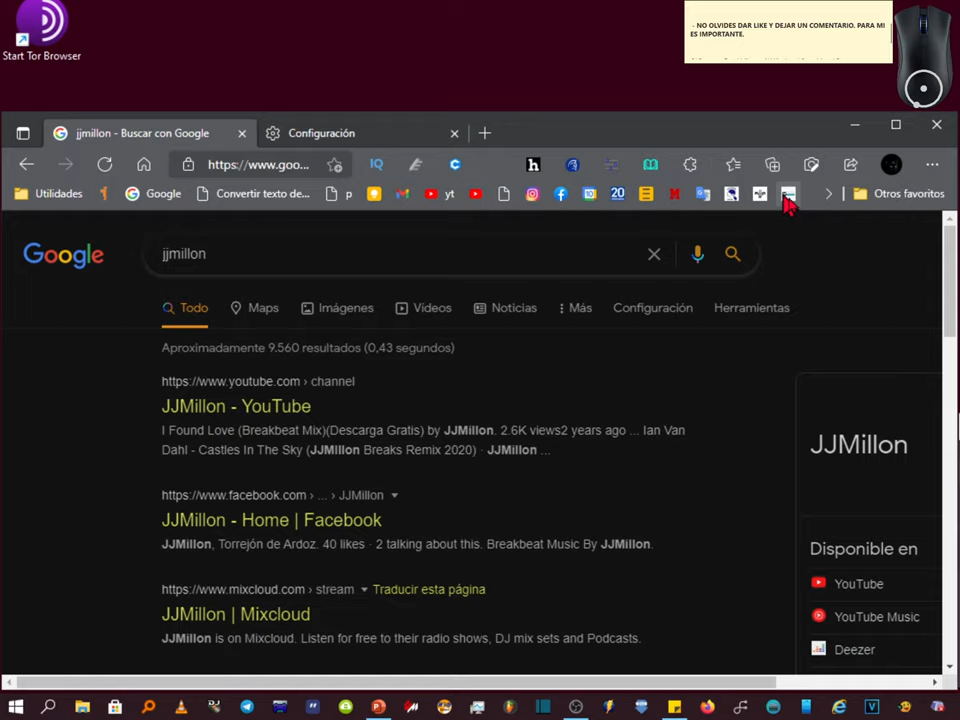 Start Tor Browser
- NO OLVIDES DAR LIKE Y DEJAR UN COMENTARIO. PARA MI
ES IMPORTANTE.
jjmillon - Buscar con Google
Configuración
https://www.goo...
IQ
Utilidades
Google
Convertir texto de...
p
yt
20
Otros favoritos
Google
jjmillon
Todo
Maps
Imágenes
Vídeos
Noticias
Más
Configuración
Herramientas
Aproximadamente 9.560 resultados (0,43 segundos)
https://www.youtube.com › channel
JJMillon - YouTube
I Found Love (Breakbeat Mix)(Descarga Gratis) by JJMillon. 2.6K views2 years ago ... Ian Van
Dahl - Castles In The Sky (JJMillon Breaks Remix 2020) · JJMillon ...
https://www.facebook.com › ... › JJMillon
JJMillon - Home | Facebook
JJMillon, Torrejón de Ardoz. 40 likes · 2 talking about this. Breakbeat Music By JJMillon.
https://www.mixcloud.com › stream
Traducir esta página
JJMillon | Mixcloud
JJMillon is on Mixcloud. Listen for free to their radio shows, DJ mix sets and Podcasts.
JJMillon
Disponible en
YouTube
YouTube Music
Deezer